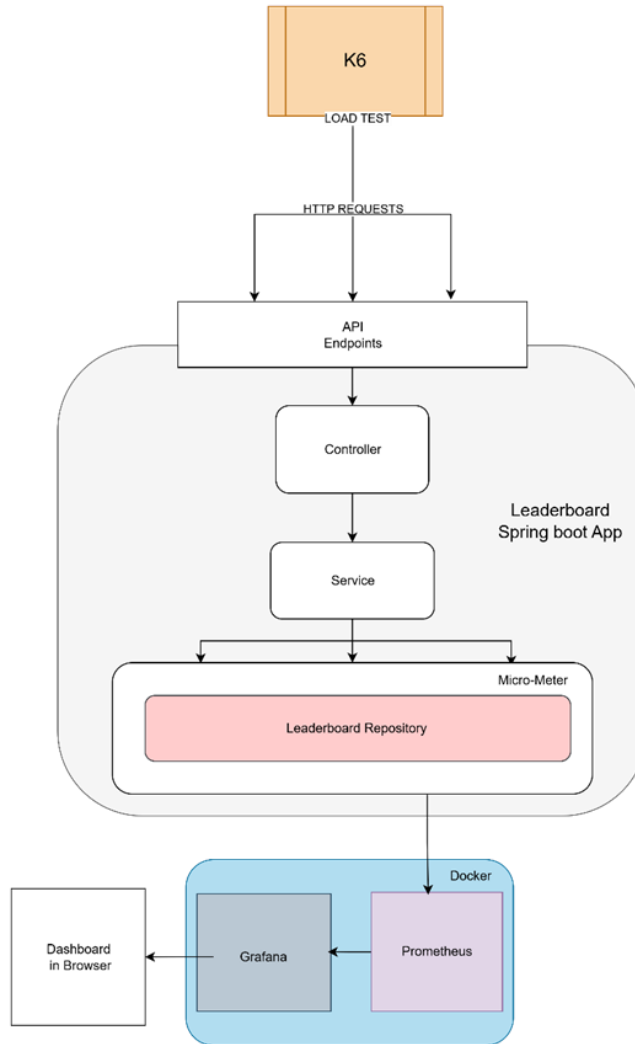 K6
LOAD TEST
HTTP REQUESTS
API
Endpoints
Controller
Leaderboard
Spring boot App
Service
Micro-Meter
Leaderboard Repository
Docker
Dashboard
in Browser
Grafana
Prometheus